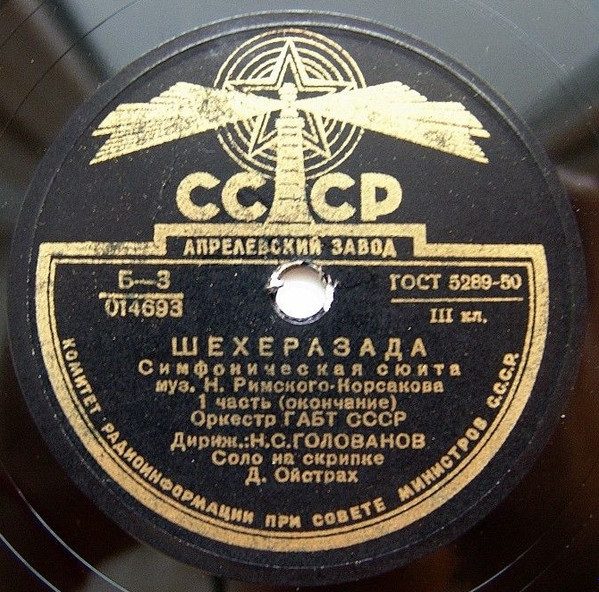 СССР
АПРЕЛЕВСКИЙ ЗАВОД
Б—3
014693
ГОСТ 5289-50
III кл.
ШЕХЕРАЗАДА
Симфоническая сюита
муз. Н. Римского-Корсакова
1 часть (окончание)
Оркестр ГАБТ СССР
Дириж.: Н.С.ГОЛОВАНОВ
Соло на скрипке
Д. Ойстрах
КОМИТЕТ РАДИОИНФОРМАЦИИ ПРИ СОВЕТЕ МИНИСТРОВ С.С.С.Р.